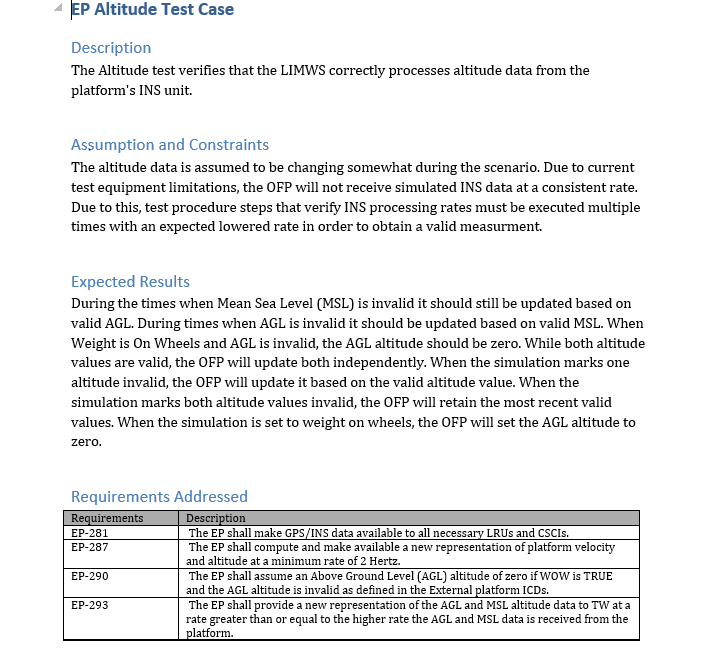 EP Altitude Test Case
Description
The Altitude test verifies that the LIMWS correctly processes altitude data from the
platform's INS unit.
Assumption and Constraints
The altitude data is assumed to be changing somewhat during the scenario. Due to current
test equipment limitations, the OFP will not receive simulated INS data at a consistent rate.
Due to this, test procedure steps that verify INS processing rates must be executed multiple
times with an expected lowered rate in order to obtain a valid measurment.
Expected Results
During the times when Mean Sea Level (MSL) is invalid it should still be updated based on
valid AGL. During times when AGL is invalid it should be updated based on valid MSL. When
Weight is On Wheels and AGL is invalid, the AGL altitude should be zero. While both altitude
values are valid, the OFP will update both independently. When the simulation marks one
altitude invalid, the OFP will update it based on the valid altitude value. When the
simulation marks both altitude values invalid, the OFP will retain the most recent valid
values. When the simulation is set to weight on wheels, the OFP will set the AGL altitude to
zero.
Requirements Addressed
Requirements Description
EP-281 The EP shall make GPS/INS data available to all necessary LRUs and CSCIs.
EP-287 The EP shall compute and make available a new representation of platform velocity
and altitude at a minimum rate of 2 Hertz.
EP-290 The EP shall assume an Above Ground Level (AGL) altitude of zero if WOW is TRUE
and the AGL altitude is invalid as defined in the External platform ICDs.
EP-293 The EP shall provide a new representation of the AGL and MSL altitude data to TW at a
rate greater than or equal to the higher rate the AGL and MSL data is received from the
platform.